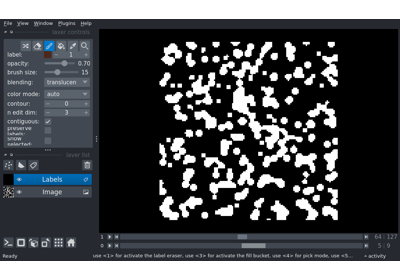 File View Window Plugins Help
layer controls
label: 1
opacity: 0.70
brush size: 15
blending: translucen
color mode: auto
contour: 0
n edit dim: 3
contiguous:
preserve
labels:
show
selected:
layer list
Labels
Image
1 64 127
0 5 9
Ready use <1> for activate the label eraser, use <3> for activate the fill bucket, use <4> for pick mode, use <5... activity